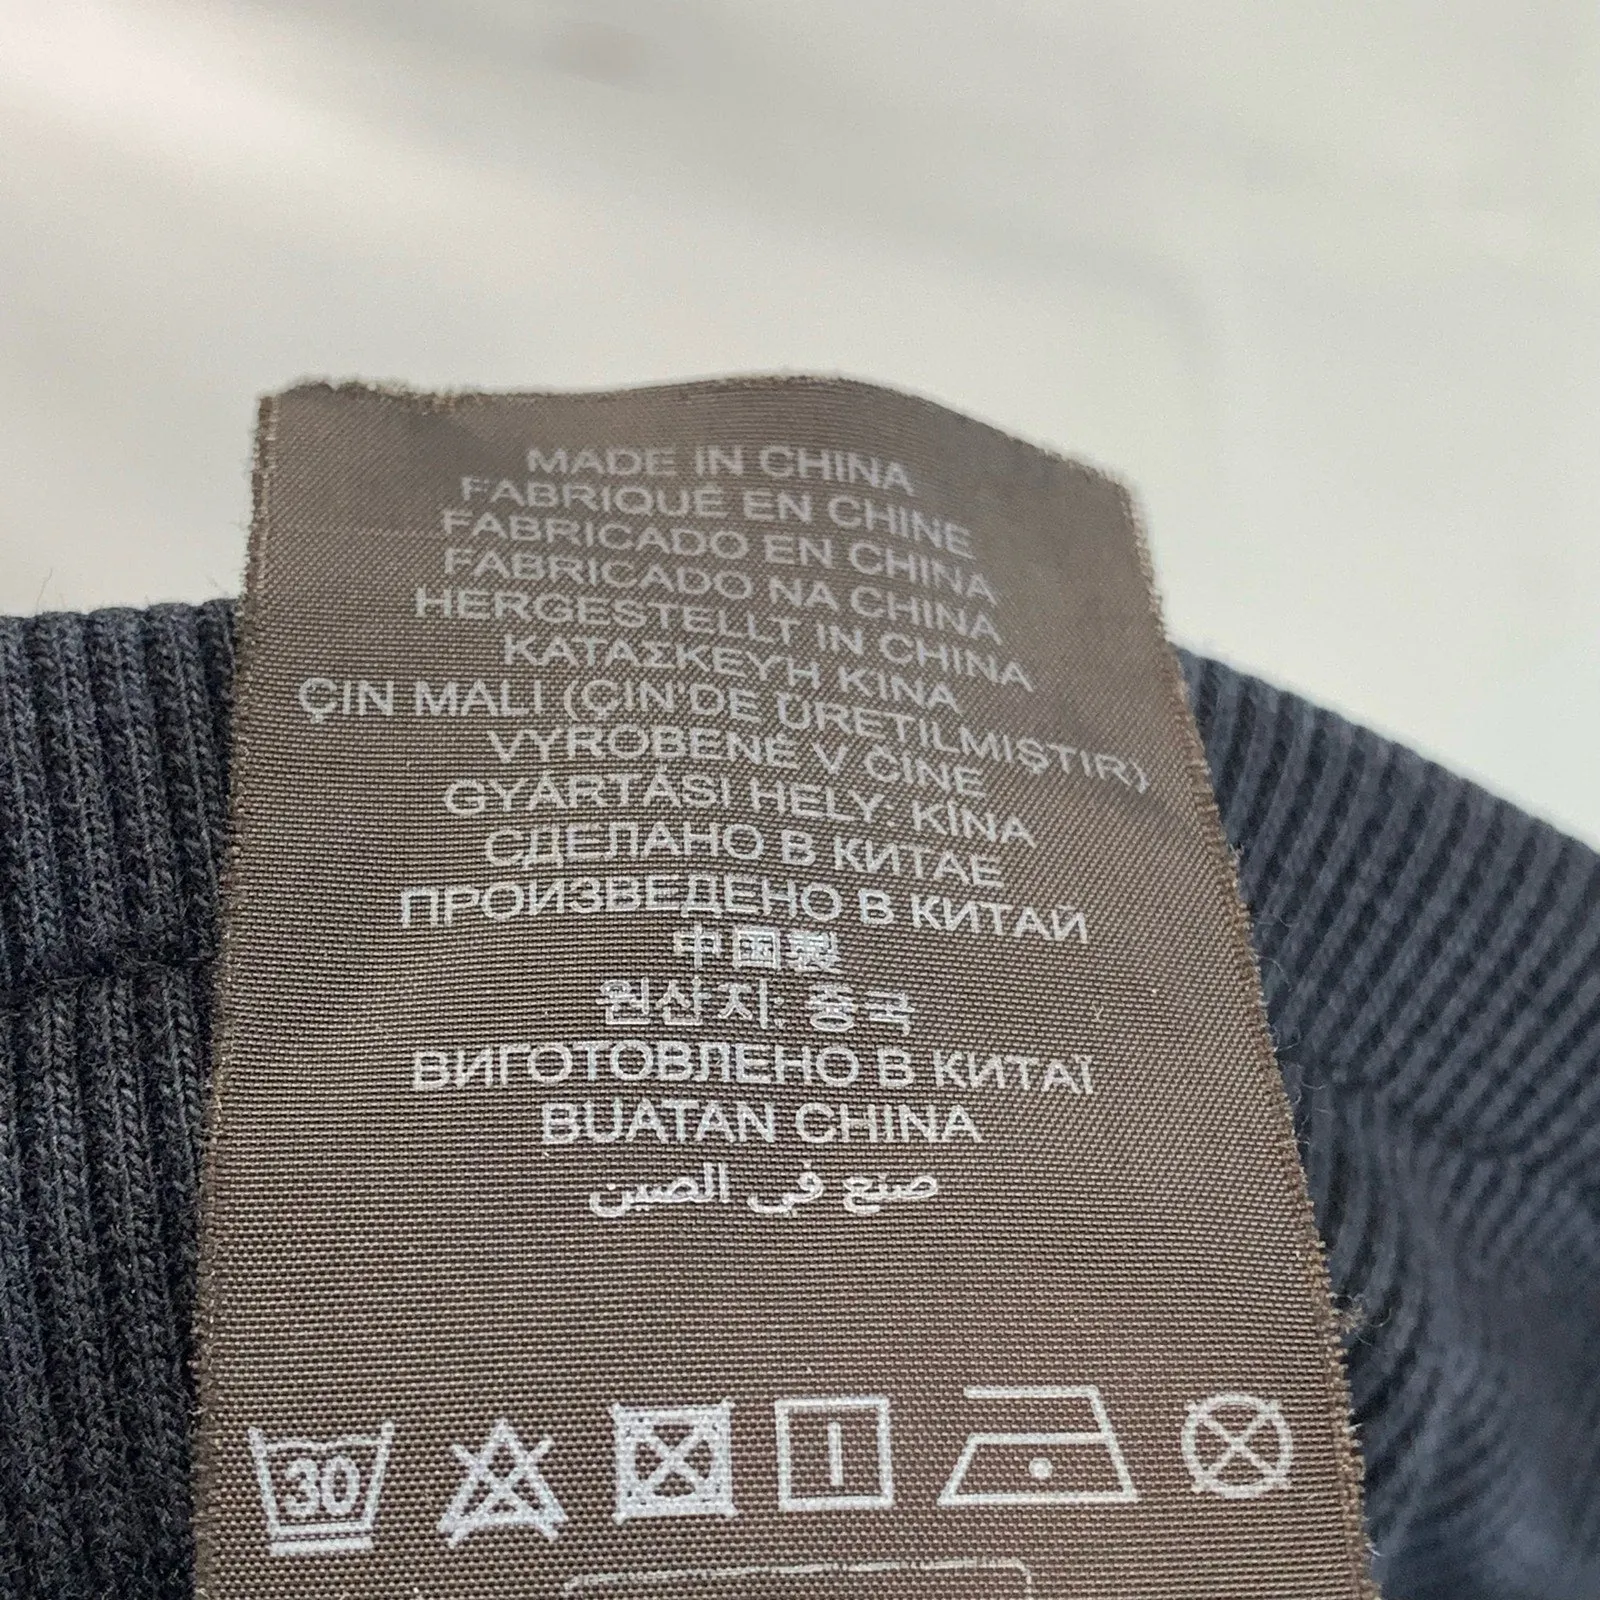 MADE IN CHINA
FABRIQUÉ EN CHINE
FABRICADO EN CHINA
FABRICADO NA CHINA
HERGESTELLT IN CHINA
ΚΑΤΑΣΚΕΥΗ ΚΙΝΑ
ÇIN MALI (ÇIN'DE ÜRETILMIŞTIR)
VYROBENÉ V ČÍNE
GYÁRTÁSI HELY: KÍNA
СДЕЛАНО В КИТАЕ
ПРОИЗВЕДЕНО В КИТАЙ
中国製
원산지: 중국
ВИГОТОВЛЕНО В КИТАЇ
BUATAN CHINA
صنع في الصين
30